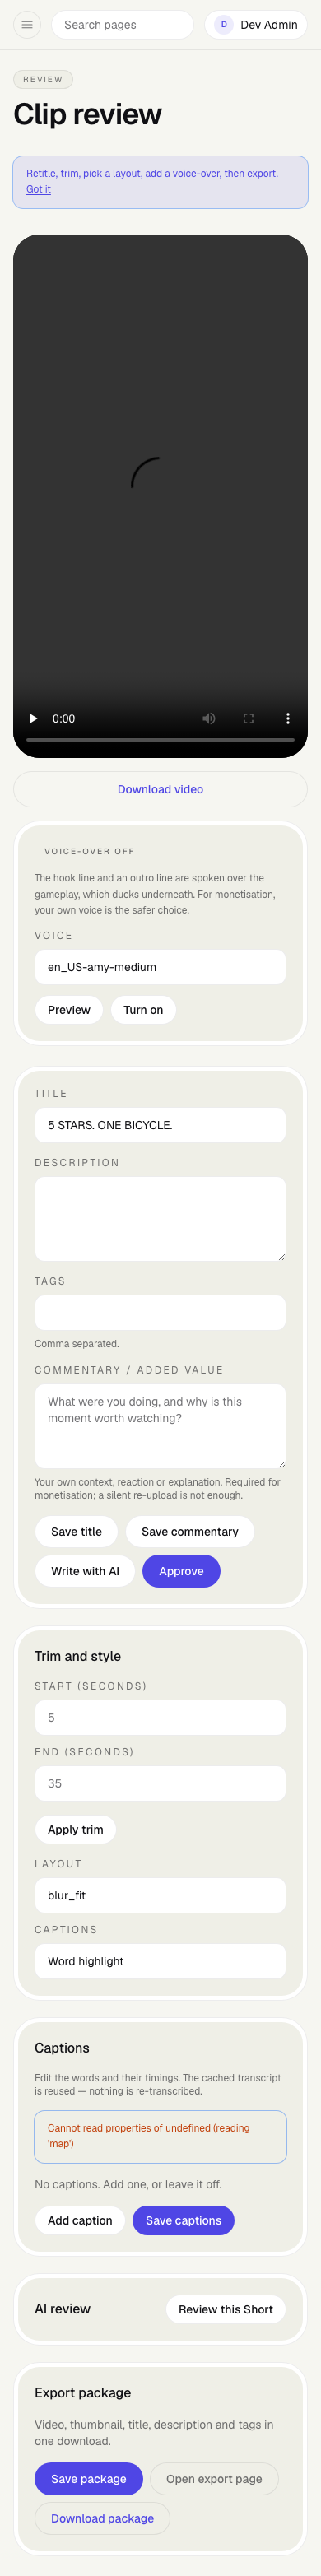 Search pages
D
Dev Admin
REVIEW
Clip review
Retitle, trim, pick a layout, add a voice-over, then export.
Got it
0:00
Download video
VOICE-OVER OFF
The hook line and an outro line are spoken over the
gameplay, which ducks underneath. For monetisation,
your own voice is the safer choice.
VOICE
en_US-amy-medium
Preview
Turn on
TITLE
5 STARS. ONE BICYCLE.
DESCRIPTION
TAGS
Comma separated.
COMMENTARY / ADDED VALUE
What were you doing, and why is this
moment worth watching?
Your own context, reaction or explanation. Required for
monetisation; a silent re-upload is not enough.
Save title
Save commentary
Write with AI
Approve
Trim and style
START (SECONDS)
5
END (SECONDS)
35
Apply trim
LAYOUT
blur_fit
CAPTIONS
Word highlight
Captions
Edit the words and their timings. The cached transcript
is reused — nothing is re-transcribed.
Cannot read properties of undefined (reading
'map')
No captions. Add one, or leave it off.
Add caption
Save captions
AI review
Review this Short
Export package
Video, thumbnail, title, description and tags in
one download.
Save package
Open export page
Download package